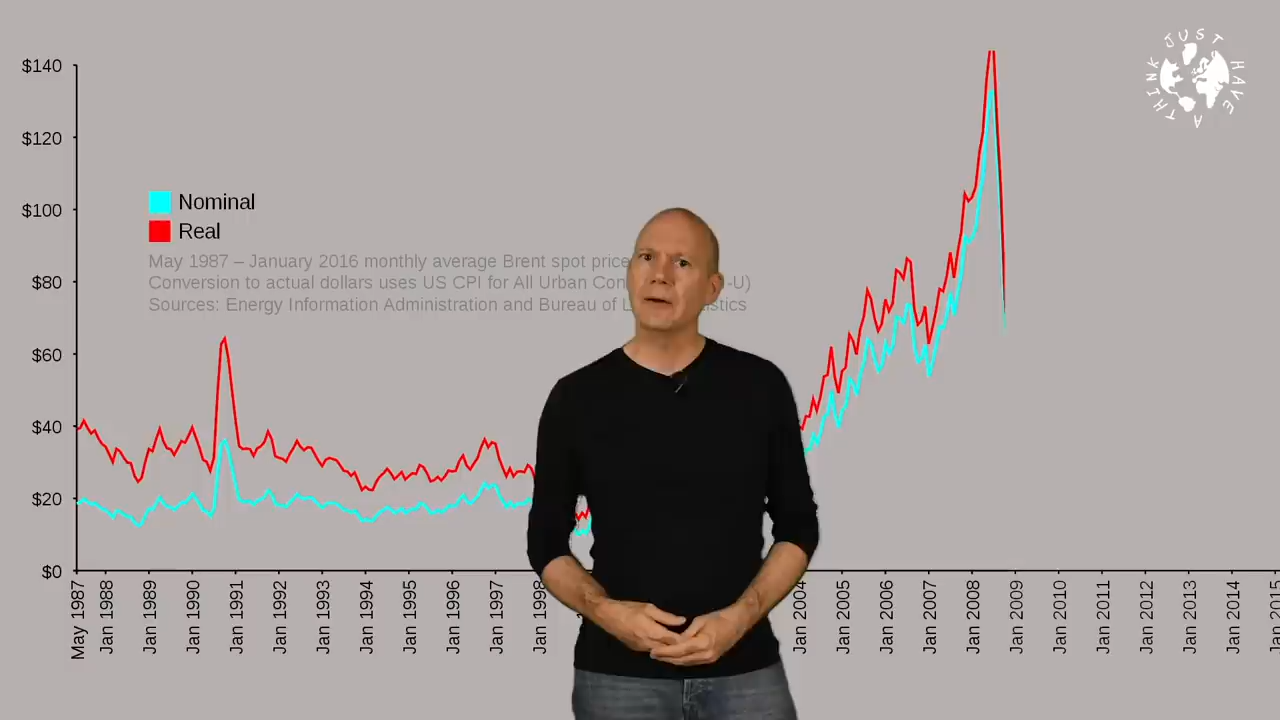 JUST HAVE A THINK
$140
$120
$100
$80
$60
$40
$20
$0
Nominal
Real
May 1987 – January 2016 monthly average Brent spot
Conversion to actual dollars uses US CPI for All Urban -U)
Sources: Energy Information Administration and Bureau of
May 1987
Jan 1988
Jan 1989
Jan 1990
Jan 1991
Jan 1992
Jan 1993
Jan 1994
Jan 1995
Jan 1996
Jan 1997
Jan 1998
Jan 2004
Jan 2005
Jan 2006
Jan 2007
Jan 2008
Jan 2009
Jan 2010
Jan 2011
Jan 2012
Jan 2013
Jan 2014
Jan 2015